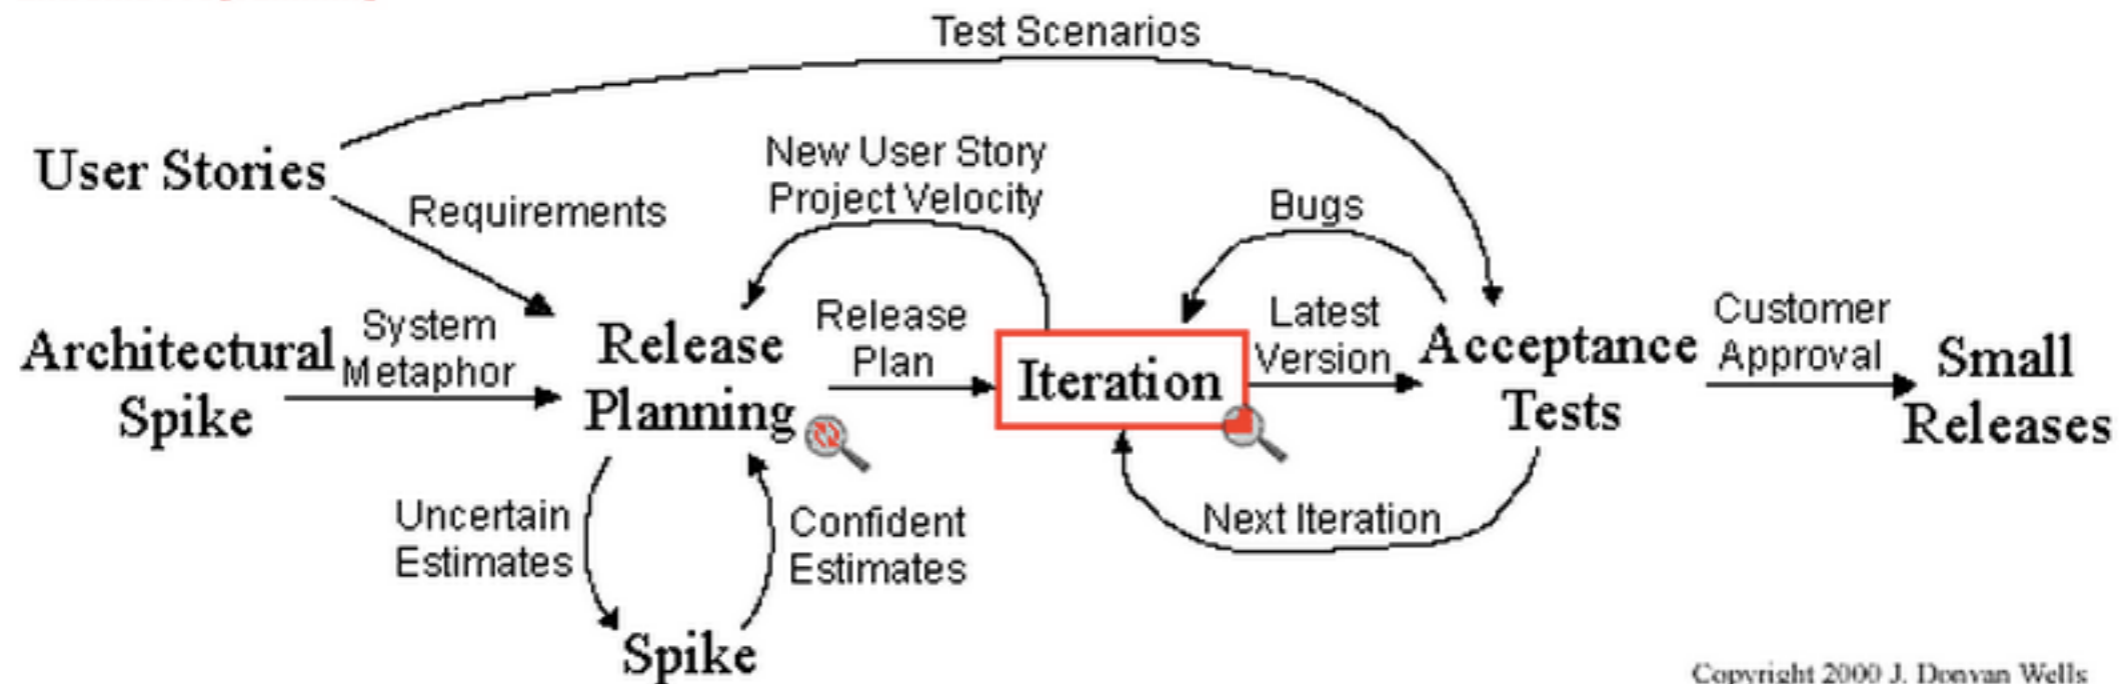 Test Scenarios
User Stories
New User Story
Project Velocity
Requirements
Bugs
Architectural
Spike
System
Metaphor
Release
Planning
Release
Plan
Iteration
Latest
Version
Acceptance
Tests
Customer
Approval
Small
Releases
Uncertain
Estimates
Confident
Estimates
Next Iteration
Spike
Copyright 2000 J. Donvan Wells